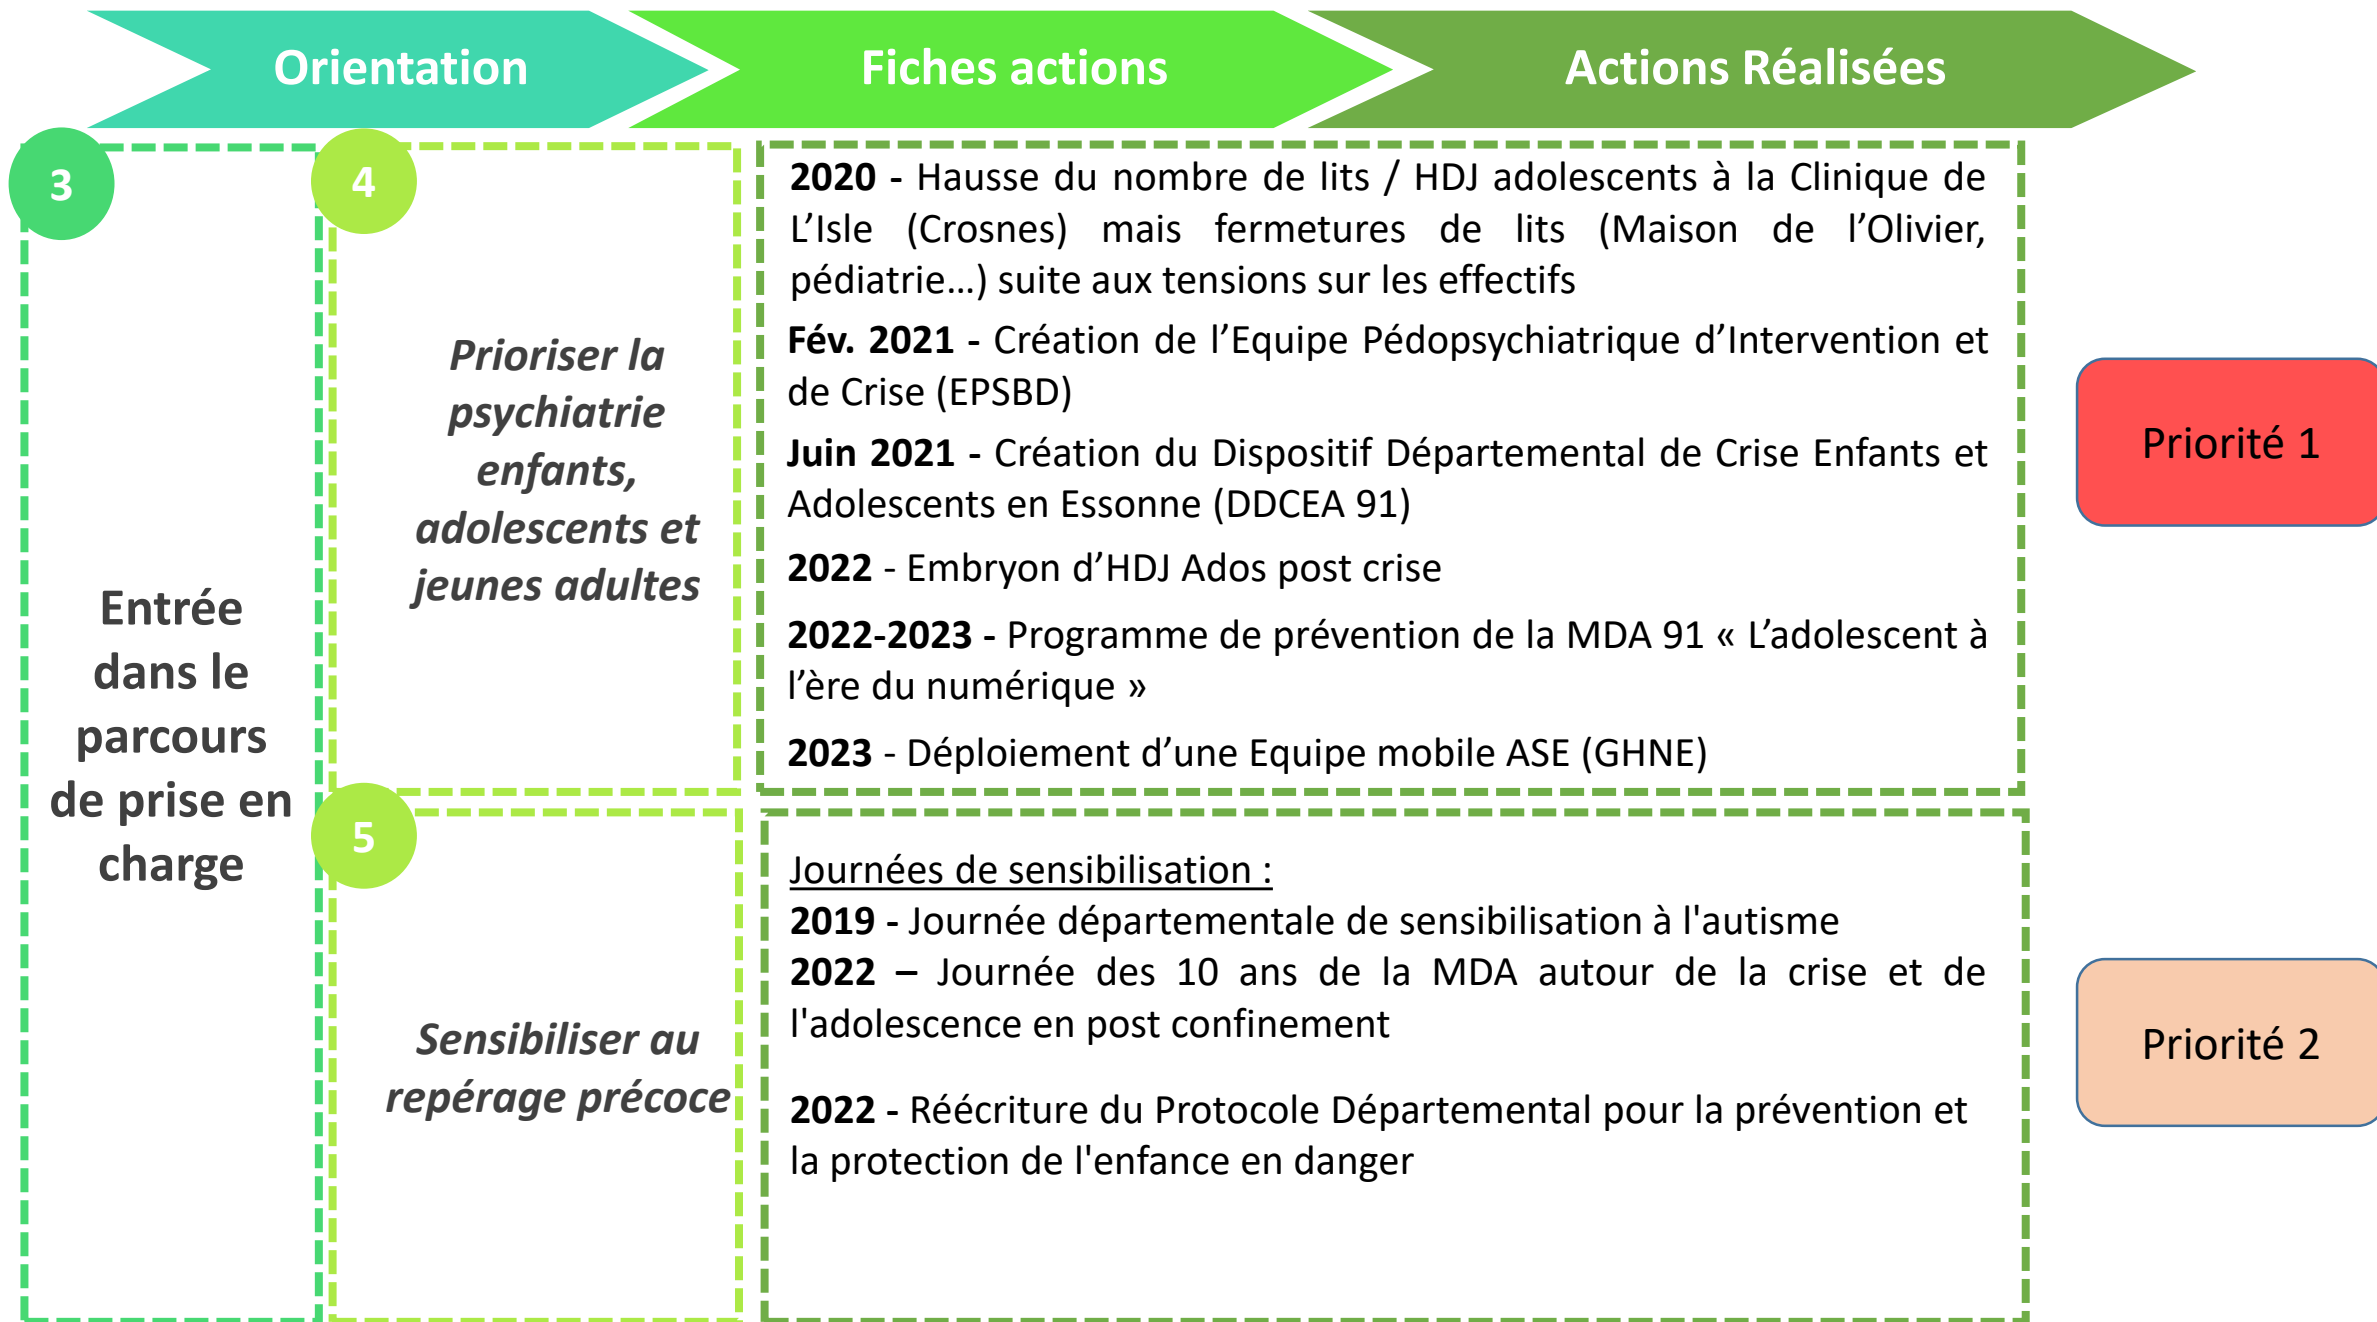 Orientation
Fiches actions
Actions Réalisées
3
Entrée
dans le
parcours
de prise en
charge
4
Prioriser la
psychiatrie
enfants,
adolescents et
jeunes adultes
2020 - Hausse du nombre de lits / HDJ adolescents à la Clinique de
L’Isle (Crosnes) mais fermetures de lits (Maison de l’Olivier,
pédiatrie…) suite aux tensions sur les effectifs
Fév. 2021 - Création de l’Equipe Pédopsychiatrique d’Intervention et
de Crise (EPSBD)
Juin 2021 - Création du Dispositif Départemental de Crise Enfants et
Adolescents en Essonne (DDCEA 91)
2022 - Embryon d’HDJ Ados post crise
2022-2023 - Programme de prévention de la MDA 91 « L’adolescent à
l’ère du numérique »
2023 - Déploiement d’une Equipe mobile ASE (GHNE)
Priorité 1
5
Sensibiliser au
repérage précoce
Journées de sensibilisation :
2019 - Journée départementale de sensibilisation à l'autisme
2022 – Journée des 10 ans de la MDA autour de la crise et de
l'adolescence en post confinement
2022 - Réécriture du Protocole Départemental pour la prévention et
la protection de l'enfance en danger
Priorité 2